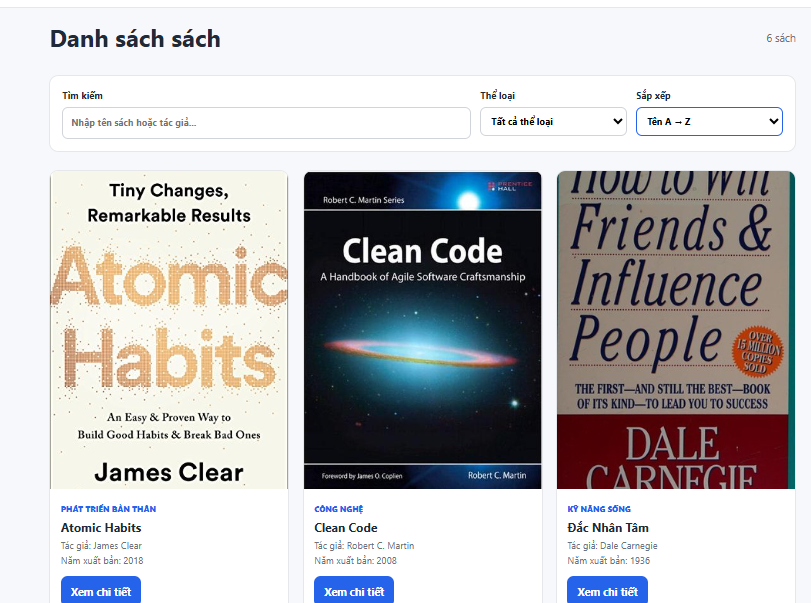 Danh sách sách
6 sách
Tìm kiếm
Thể loại
Sắp xếp
Nhập tên sách hoặc tác giả...
Tất cả thể loại
Tên A → Z
Tiny Changes,
Remarkable Results
Atomic
Habits
An Easy & Proven Way to
Build Good Habits & Break Bad Ones
James Clear
PHÁT TRIỂN BẢN THÂN
Atomic Habits
Tác giả: James Clear
Năm xuất bản: 2018
Xem chi tiết
PRENTICE
HALL
Robert C. Martin Series
Clean Code
A Handbook of Agile Software Craftsmanship
Foreword by James O. Coplien
Robert C. Martin
CÔNG NGHỆ
Clean Code
Tác giả: Robert C. Martin
Năm xuất bản: 2008
Xem chi tiết
How to Win
Friends &
Influence
People
OVER
15 MILLION
COPIES
SOLD
THE FIRST—AND STILL THE BEST—BOOK
OF ITS KIND—TO LEAD YOU TO SUCCESS
DALE
CARNEGIE
KỸ NĂNG SỐNG
Đắc Nhân Tâm
Tác giả: Dale Carnegie
Năm xuất bản: 1936
Xem chi tiết